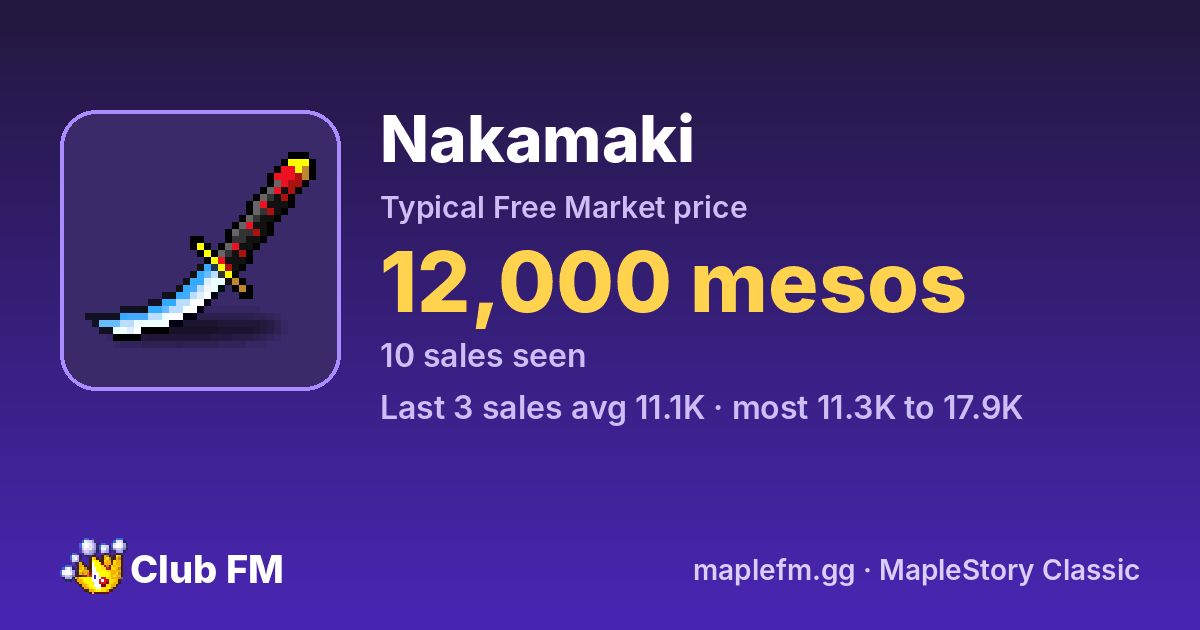 Nakamaki
Typical Free Market price
12,000 mesos
10 sales seen
Last 3 sales avg 11.1K · most 11.3K to 17.9K
Club FM
maplefm.gg · MapleStory Classic